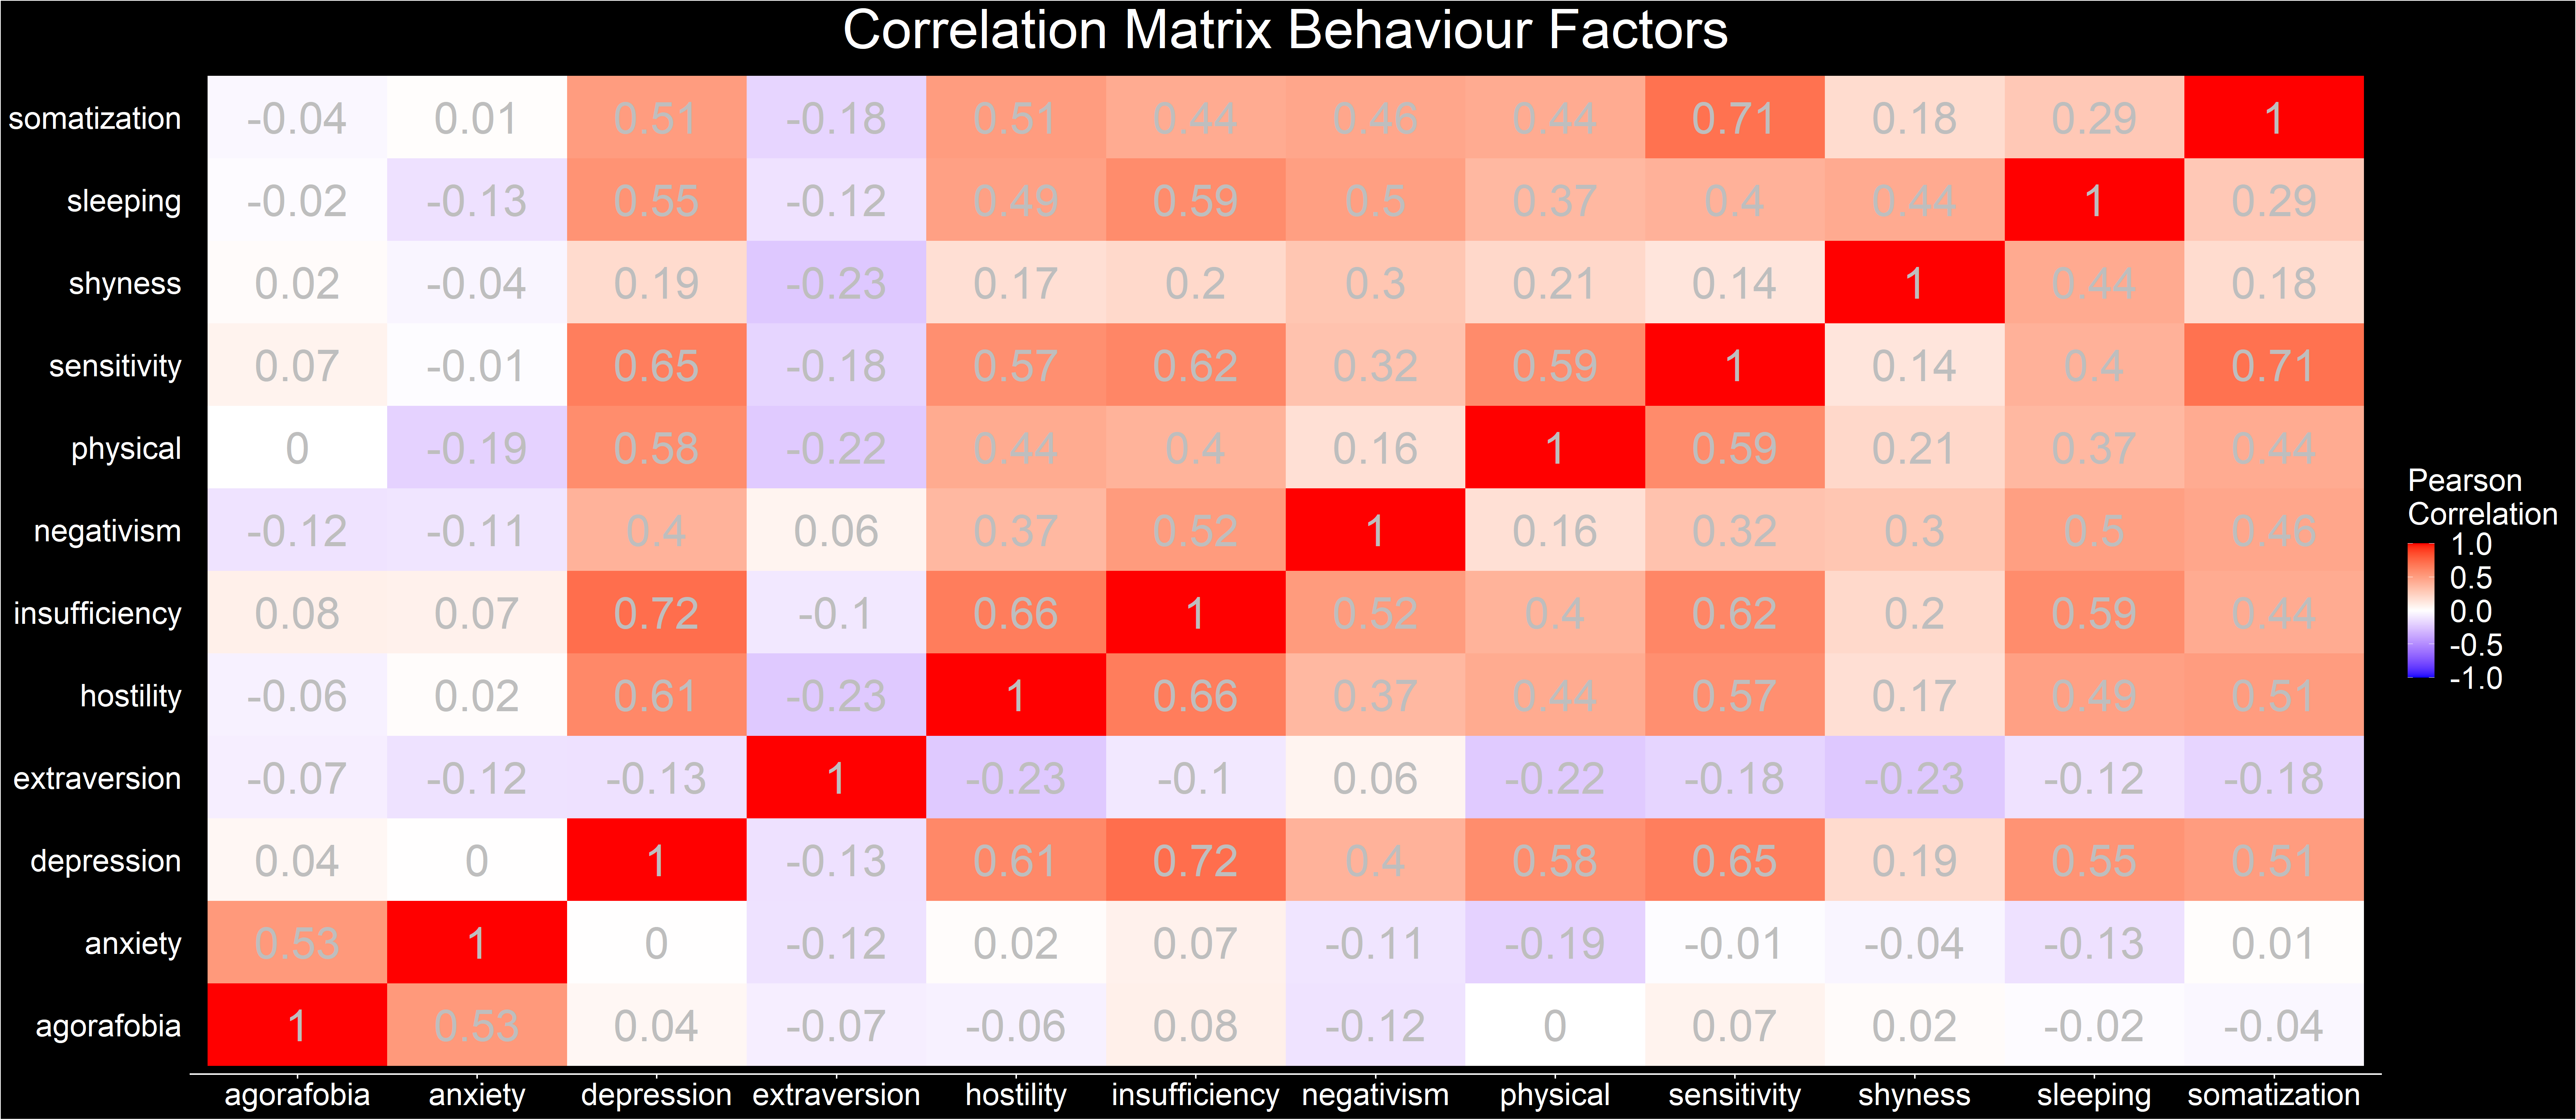 Correlation Matrix Behaviour Factors
somatization -0.04 0.01 0.51 -0.18 0.51 0.44 0.46 0.44 0.71 0.18 0.29 1
sleeping -0.02 -0.13 0.55 -0.12 0.49 0.59 0.5 0.37 0.4 0.44 1 0.29
shyness 0.02 -0.04 0.19 -0.23 0.17 0.2 0.3 0.21 0.14 1 0.44 0.18
sensitivity 0.07 -0.01 0.65 -0.18 0.57 0.62 0.32 0.59 1 0.14 0.4 0.71
physical 0 -0.19 0.58 -0.22 0.44 0.4 0.16 1 0.59 0.21 0.37 0.44
negativism -0.12 -0.11 0.4 0.06 0.37 0.52 1 0.16 0.32 0.3 0.5 0.46
insufficiency 0.08 0.07 0.72 -0.1 0.66 1 0.52 0.4 0.62 0.2 0.59 0.44
hostility -0.06 0.02 0.61 -0.23 1 0.66 0.37 0.44 0.57 0.17 0.49 0.51
extraversion -0.07 -0.12 -0.13 1 -0.23 -0.1 0.06 -0.22 -0.18 -0.23 -0.12 -0.18
depression 0.04 0 1 -0.13 0.61 0.72 0.4 0.58 0.65 0.19 0.55 0.51
anxiety 0.53 1 0 -0.12 0.02 0.07 -0.11 -0.19 -0.01 -0.04 -0.13 0.01
agorafobia 1 0.53 0.04 -0.07 -0.06 0.08 -0.12 0 0.07 0.02 -0.02 -0.04
agorafobia anxiety depression extraversion hostility insufficiency negativism physical sensitivity shyness sleeping somatization
Pearson
Correlation
1.0
0.5
0.0
-0.5
-1.0